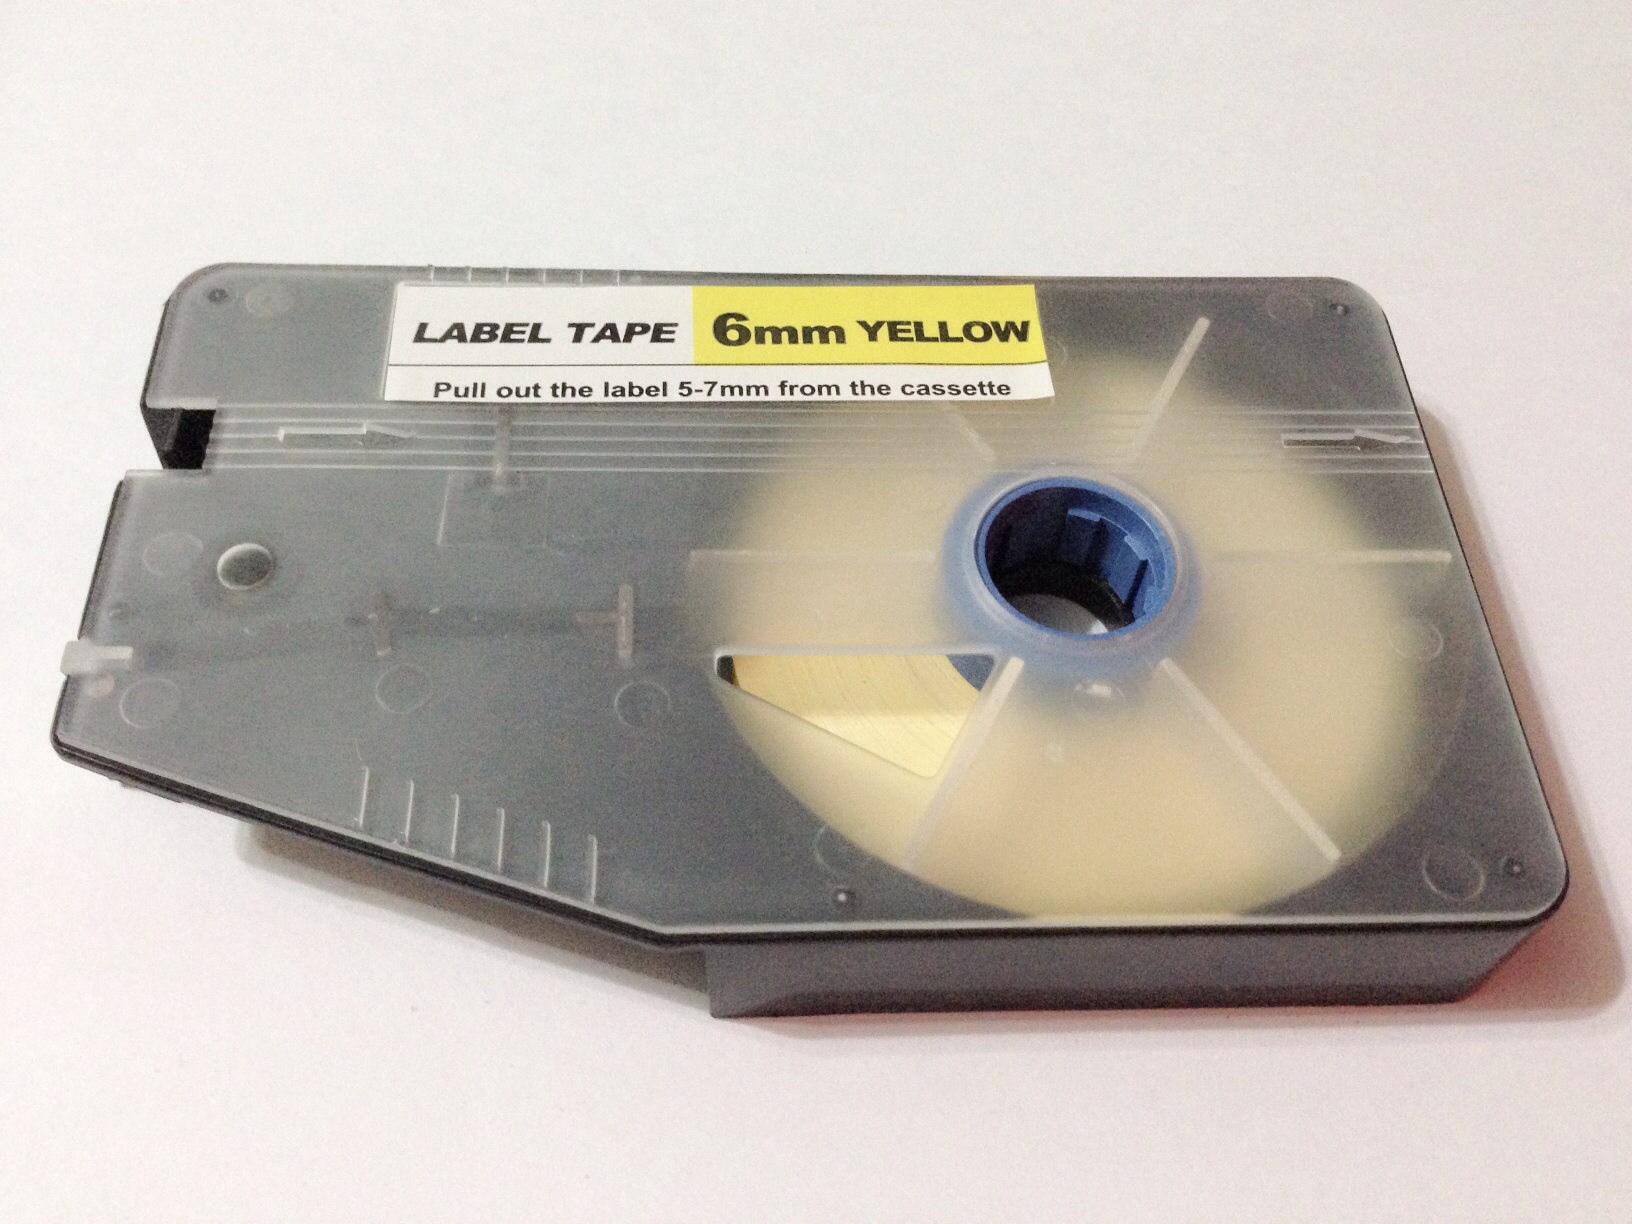 LABEL TAPE 6mm YELLOW
Pull out the label 5-7mm from the cassette